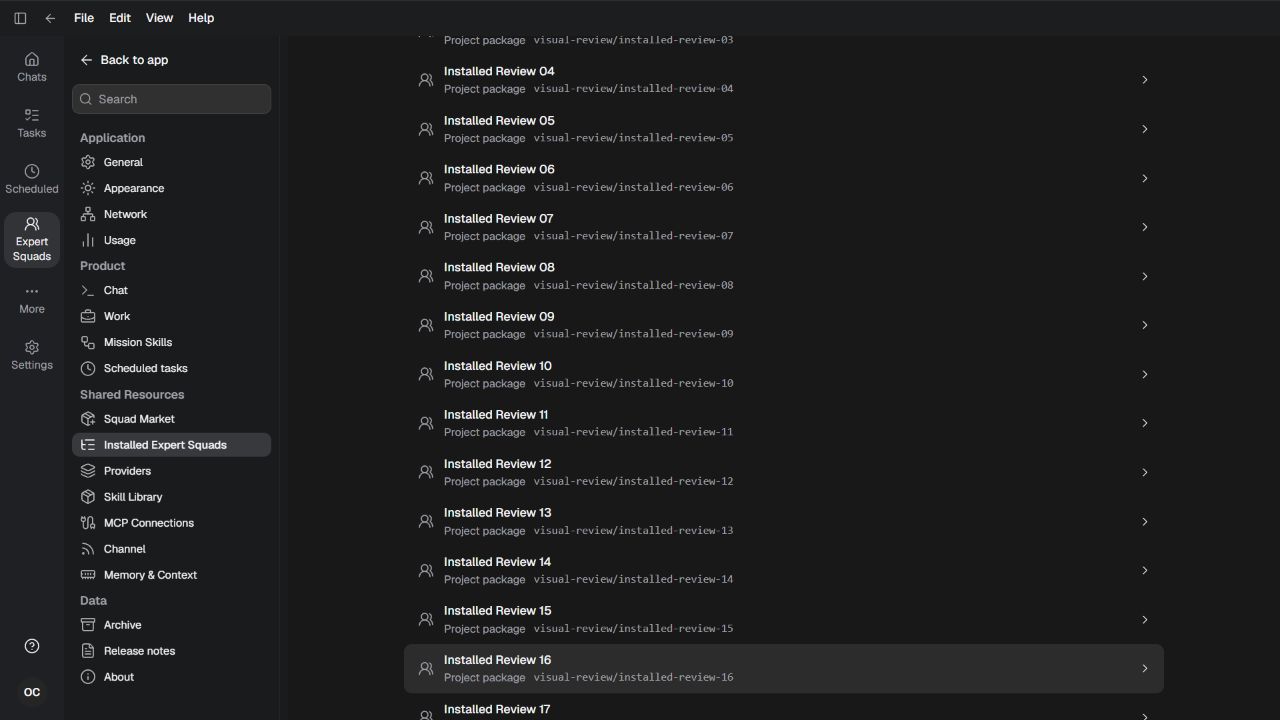 File Edit View Help
Chats
Tasks
Scheduled
Expert
Squads
More
Settings
OC
Back to app
Search
Application
General
Appearance
Network
Usage
Product
Chat
Work
Mission Skills
Scheduled tasks
Shared Resources
Squad Market
Installed Expert Squads
Providers
Skill Library
MCP Connections
Channel
Memory & Context
Data
Archive
Release notes
About
Project package visual-review/installed-review-03
Installed Review 04
Project package visual-review/installed-review-04
Installed Review 05
Project package visual-review/installed-review-05
Installed Review 06
Project package visual-review/installed-review-06
Installed Review 07
Project package visual-review/installed-review-07
Installed Review 08
Project package visual-review/installed-review-08
Installed Review 09
Project package visual-review/installed-review-09
Installed Review 10
Project package visual-review/installed-review-10
Installed Review 11
Project package visual-review/installed-review-11
Installed Review 12
Project package visual-review/installed-review-12
Installed Review 13
Project package visual-review/installed-review-13
Installed Review 14
Project package visual-review/installed-review-14
Installed Review 15
Project package visual-review/installed-review-15
Installed Review 16
Project package visual-review/installed-review-16
Installed Review 17